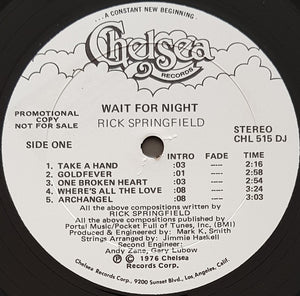 ... A CONSTANT NEW BEGINNING...
Chelsea
RECORDS
WAIT FOR NIGHT
RICK SPRINGFIELD
PROMOTIONAL
COPY
NOT FOR SALE
STEREO
CHL 515 DJ
SIDE ONE
INTRO FADE TIME
1. TAKE A HAND :03 ---- 2:16
2. GOLDFEVER :01 ---- 2:58
3. ONE BROKEN HEART :03 ---- 2:54
4. WHERE'S ALL THE LOVE :08 ---- 3:24
5. ARCHANGEL :08 ---- 3:03
All the above compositions written by
RICK SPRINGFIELD
All the above compositions published by
Portal Music/Pocket Full of Tunes, Inc. (BMI)
Engineered by Mark K. Smith
Strings Arranged by: Jimmie Haskell
Second Engineer:
Andy Zane, Gary Lubow
Ⓟ © 1976 Chelsea
Records Corp.
Chelsea Records Corp., 9200 Sunset Blvd., Los Angeles, Calif.